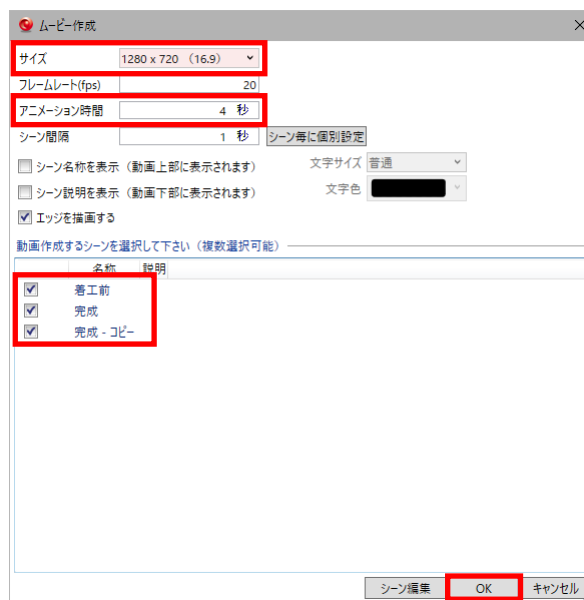 ムービー作成
サイズ 1280 x 720 （16.9）
フレームレート(fps) 20
アニメーション時間 4 秒
シーン間隔 1 秒 シーン毎に個別設定
シーン名称を表示（動画上部に表示されます） 文字サイズ 普通
シーン説明を表示（動画下部に表示されます） 文字色
エッジを描画する
動画作成するシーンを選択して下さい（複数選択可能）
名称 説明
着工前
完成
完成 - コピー
シーン編集 OK キャンセル